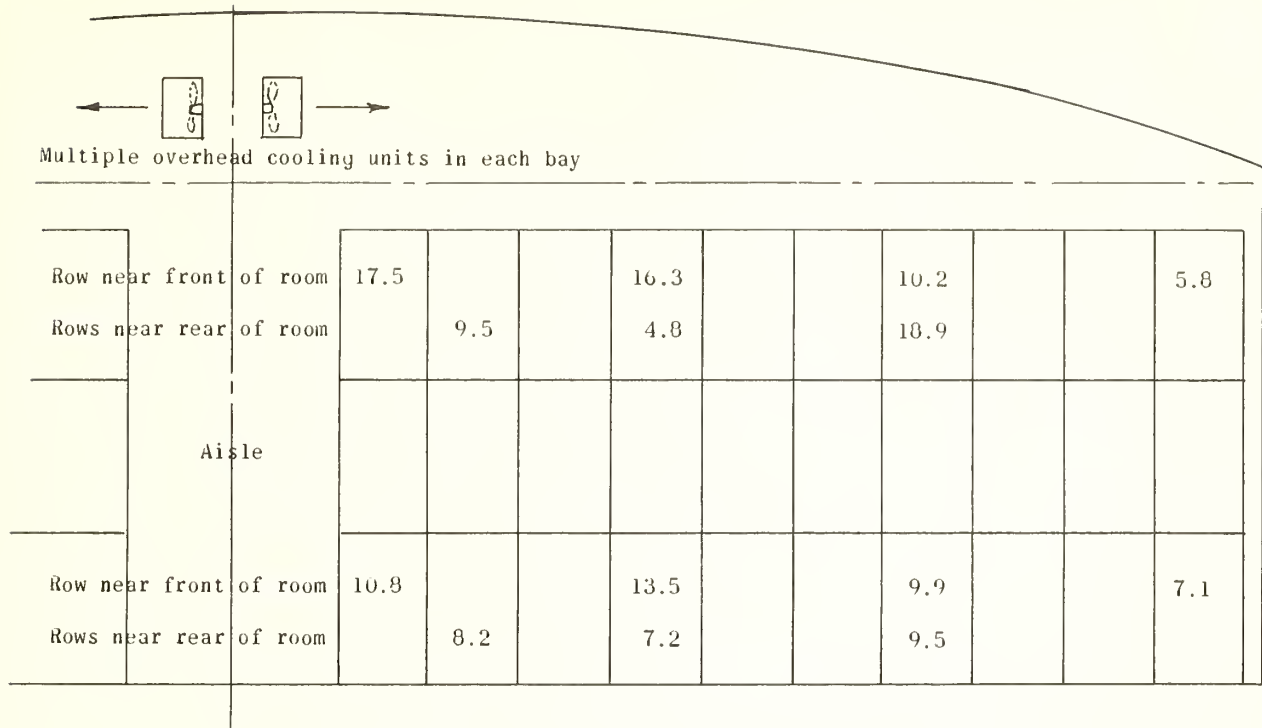 Multiple overhead cooling units in each bay
Row near front of room 17.5 16.3 10.2 5.8
Rows near rear of room 9.5 4.8 10.9
Aisle
Row near front of room 10.8 13.5 9.9 7.1
Rows near rear of room 8.2 7.2 9.5